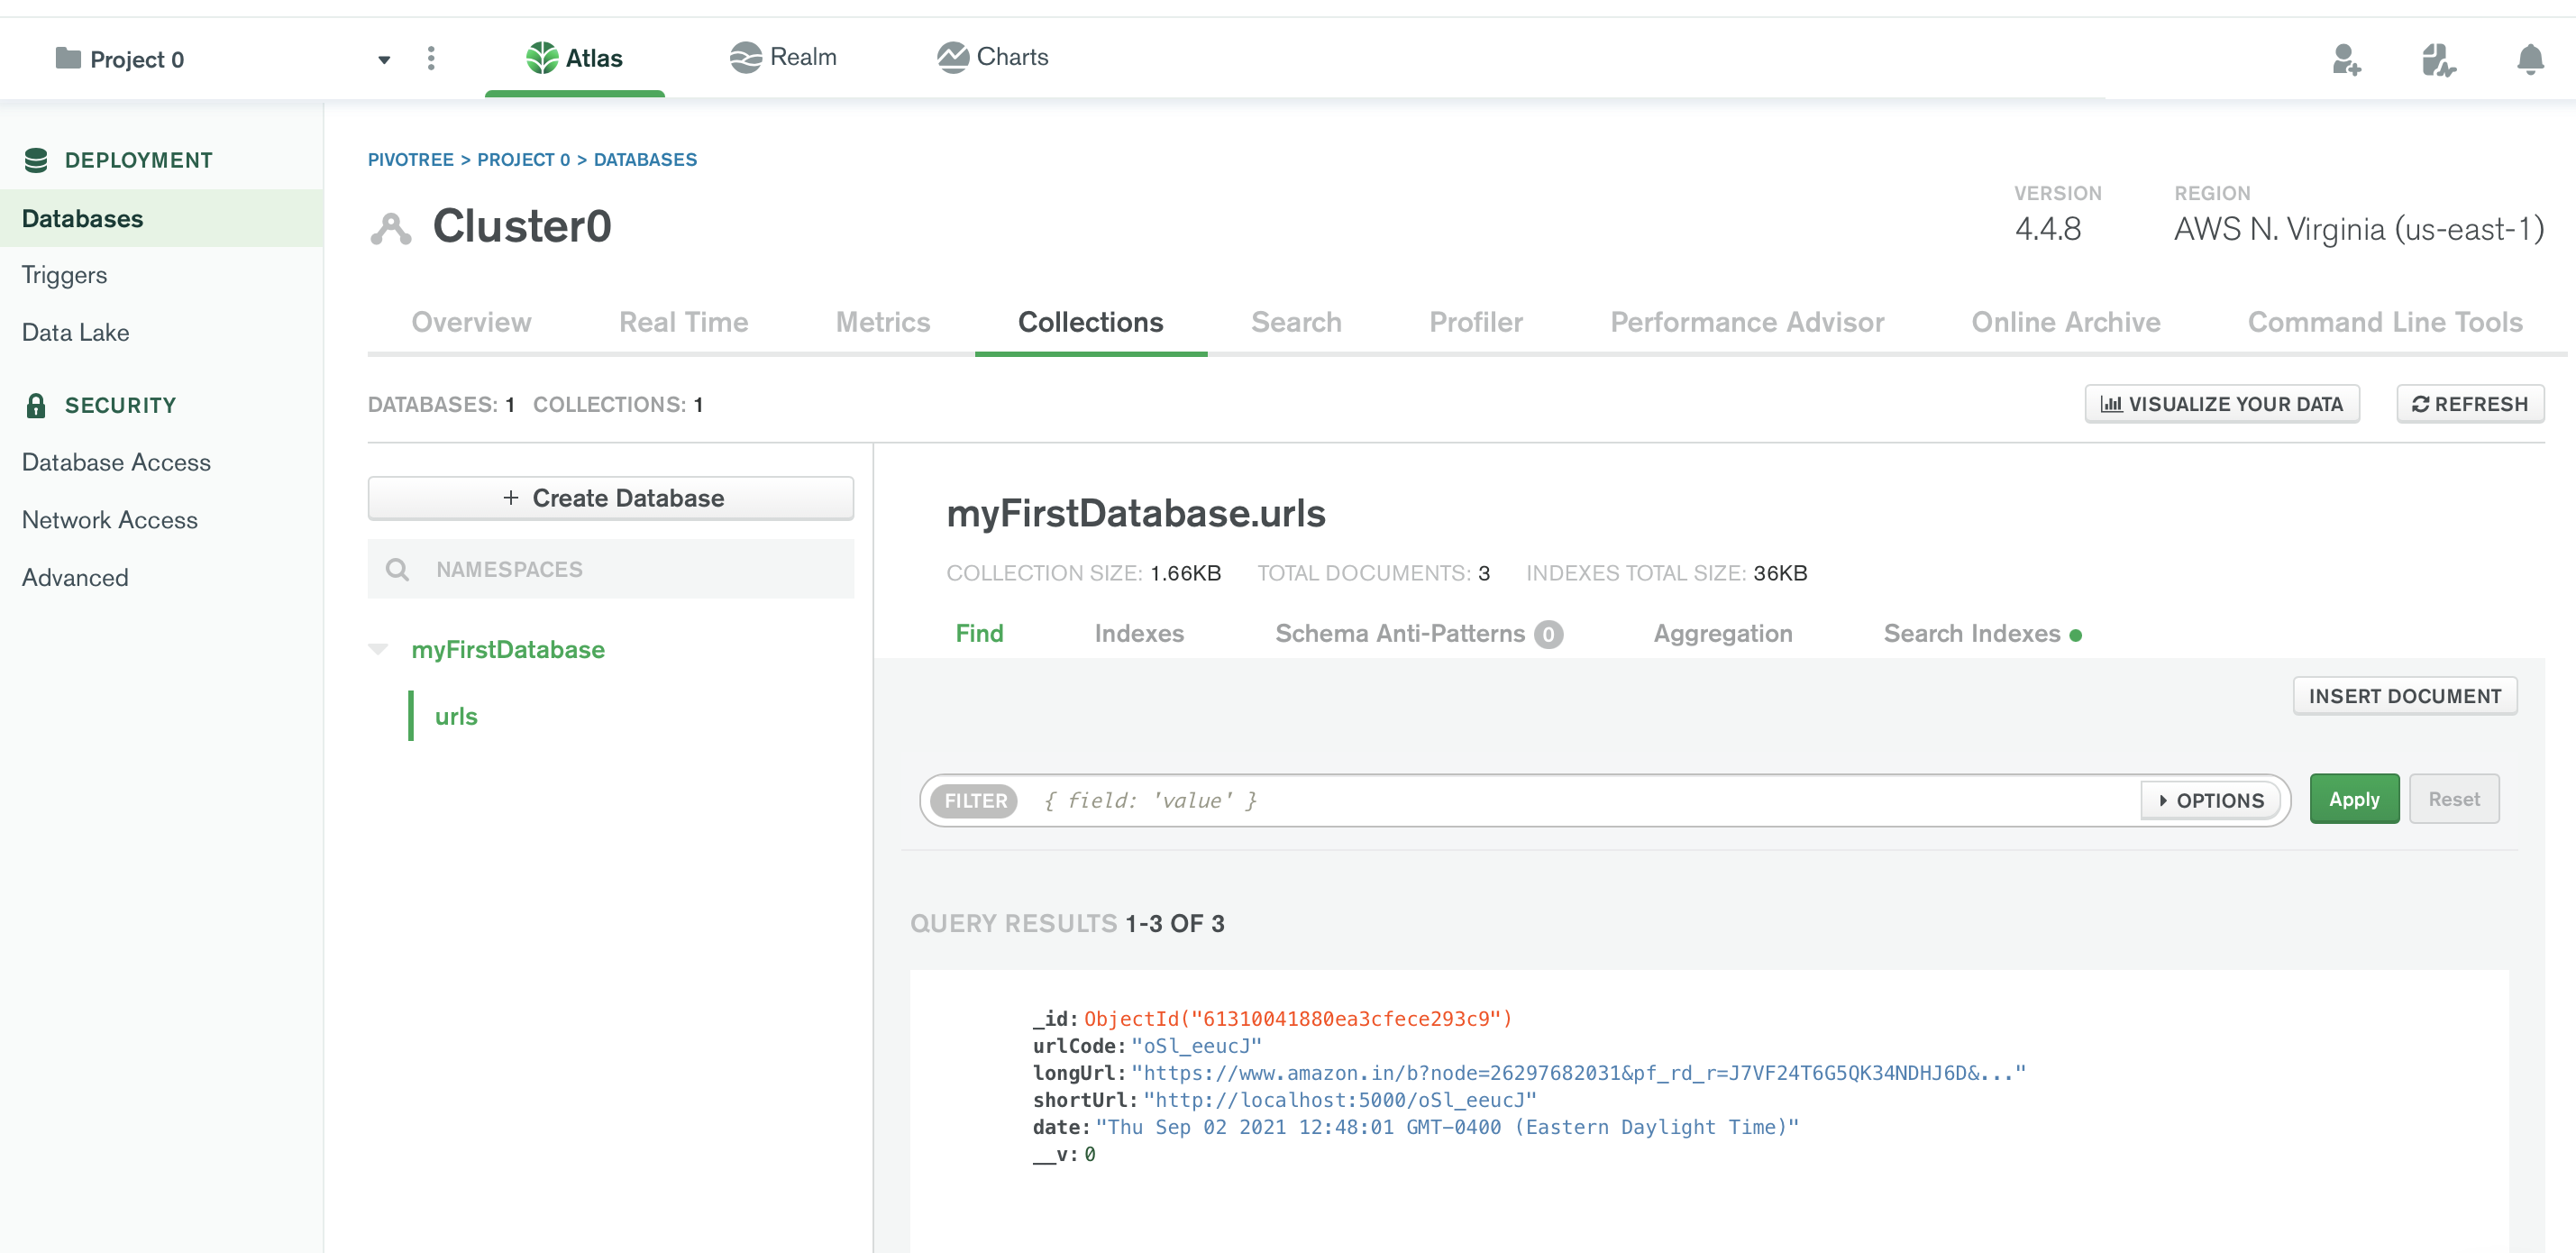 Project 0
Atlas
Realm
Charts
DEPLOYMENT
Databases
Triggers
Data Lake
SECURITY
Database Access
Network Access
Advanced
PIVOTREE > PROJECT 0 > DATABASES
Cluster0
VERSION
4.4.8
REGION
AWS N. Virginia (us-east-1)
Overview Real Time Metrics Collections Search Profiler Performance Advisor Online Archive Command Line Tools
DATABASES: 1 COLLECTIONS: 1
VISUALIZE YOUR DATA
REFRESH
+ Create Database
NAMESPACES
myFirstDatabase
urls
myFirstDatabase.urls
COLLECTION SIZE: 1.66KB TOTAL DOCUMENTS: 3 INDEXES TOTAL SIZE: 36KB
Find Indexes Schema Anti-Patterns 0 Aggregation Search Indexes
INSERT DOCUMENT
FILTER { field: 'value' } OPTIONS Apply Reset
QUERY RESULTS 1-3 OF 3
_id: ObjectId("61310041880ea3cfece293c9")
urlCode: "oSl_eeucJ"
longUrl: "https://www.amazon.in/b?node=26297682031&pf_rd_r=J7VF24T6G5QK34NDHJ6D&..."
shortUrl: "http://localhost:5000/oSl_eeucJ"
date: "Thu Sep 02 2021 12:48:01 GMT-0400 (Eastern Daylight Time)"
__v: 0